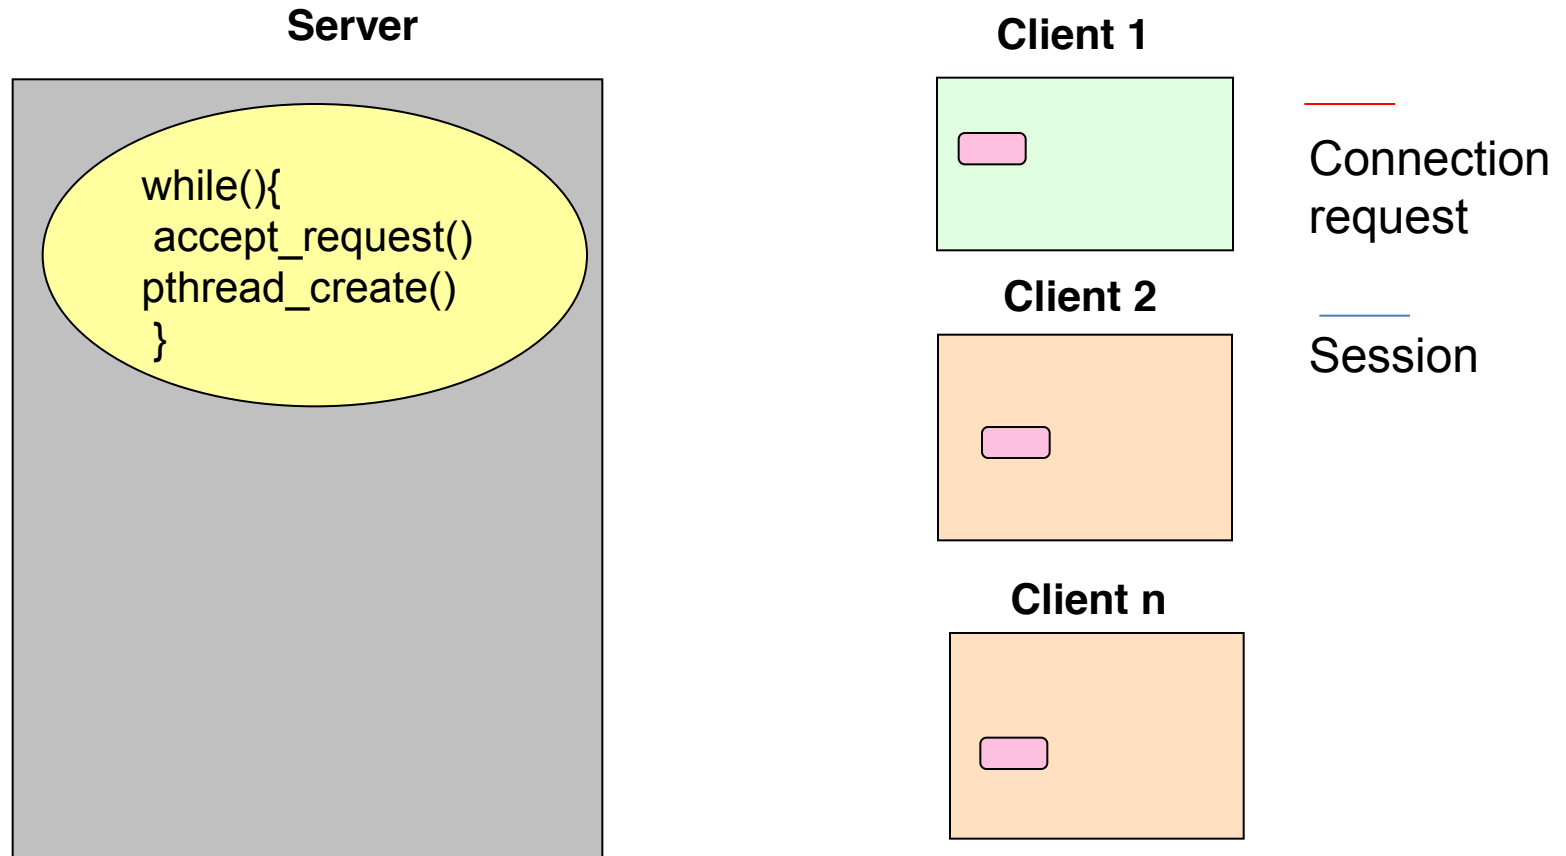 Server
while(){
accept_request()
pthread_create()
}
Client 1
Client 2
Client n
Connection
request
Session